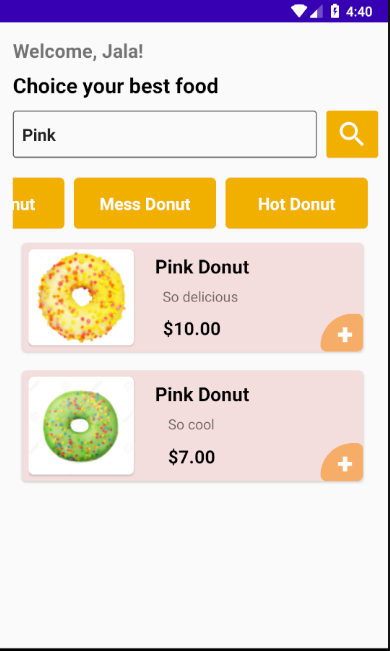 4:40
Welcome, Jala!
Choice your best food
Pink
nut
Mess Donut
Hot Donut
Pink Donut
So delicious
$10.00
+
Pink Donut
So cool
$7.00
+